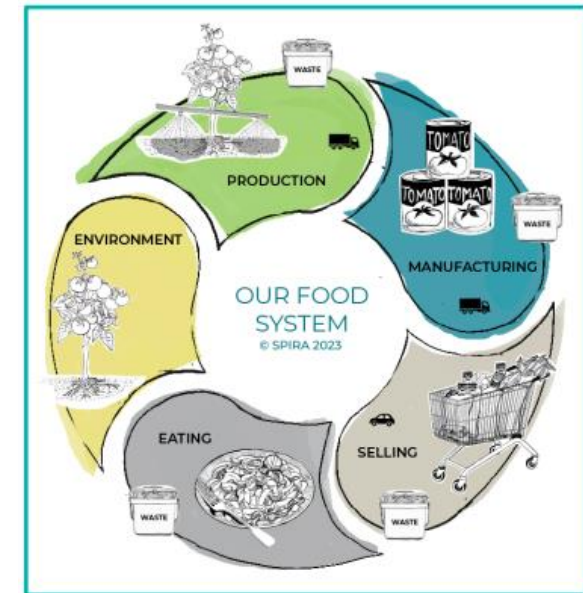 WASTE
PRODUCTION
TOMATO
TOMATO
TOMATO
WASTE
MANUFACTURING
ENVIRONMENT
OUR FOOD
SYSTEM
© SPIRA 2023
SELLING
WASTE
EATING
WASTE